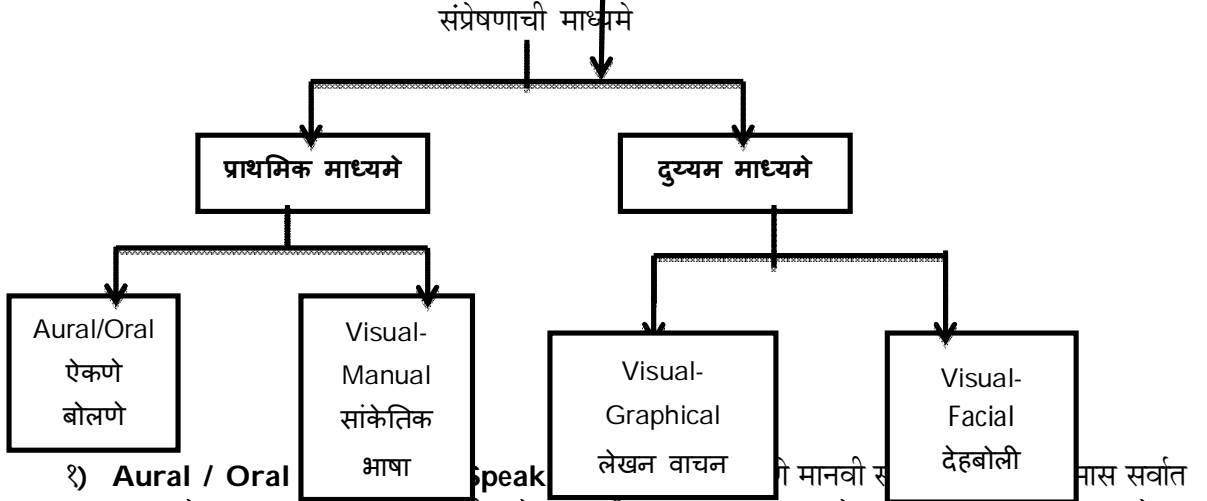 संप्रेषणाची माध्यमे
प्राथमिक माध्यमे
दुय्यम माध्यमे
Aural/Oral
ऐकणे
बोलणे
Visual-
Manual
सांकेतिक
भाषा
Visual-
Graphical
लेखन वाचन
Visual-
Facial
देहबोली
१) Aural / Oral Speak मानवी मास सर्वात